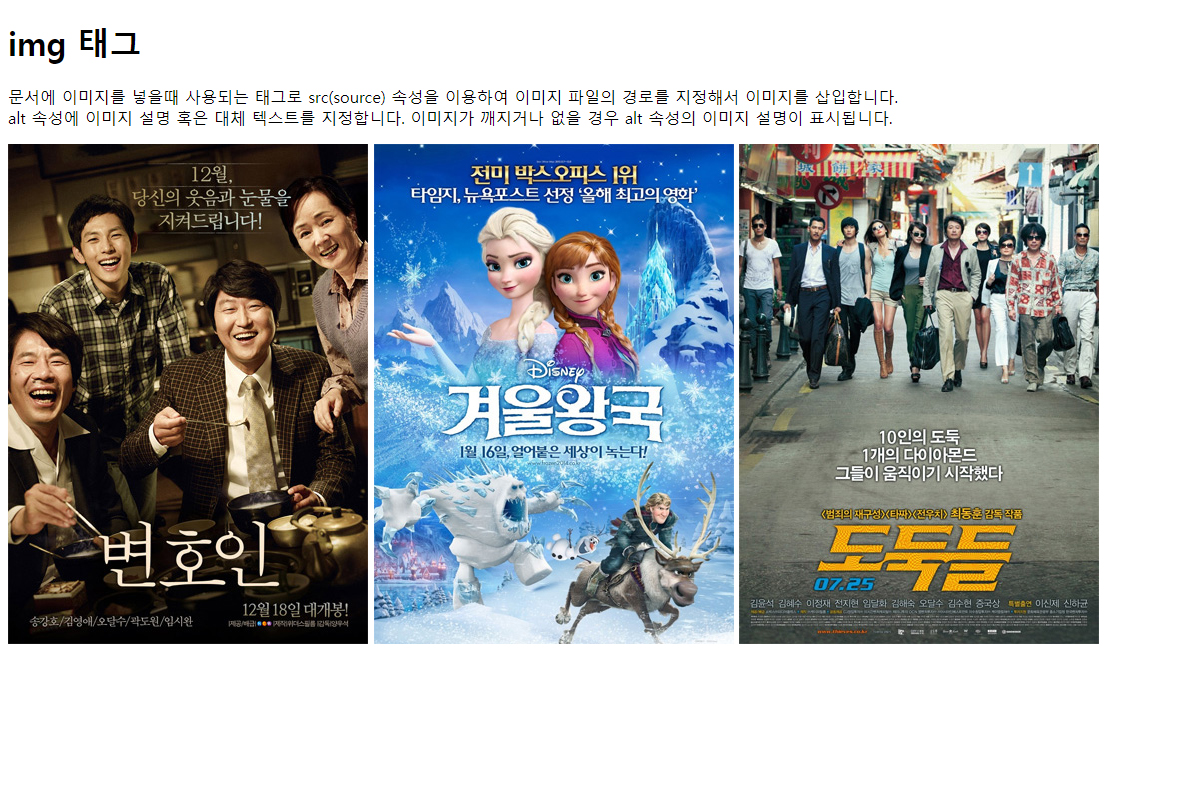 img 태그
문서에 이미지를 넣을때 사용되는 태그로 src(source) 속성을 이용하여 이미지 파일의 경로를 지정해서 이미지를 삽입합니다.
alt 속성에 이미지 설명 혹은 대체 텍스트를 지정합니다. 이미지가 깨지거나 없을 경우 alt 속성의 이미지 설명이 표시됩니다.
12월,
당신의 웃음과 눈물을
지켜드립니다!
변호인
12월 18일 대개봉!
송강호/김영애/오달수/곽도원/임시완
전미 박스오피스 1위
타임지, 뉴욕포스트 선정 '올해 최고의 영화'
DISNEY
겨울왕국
1월 16일, 얼어붙은 세상이 녹는다!
10인의 도둑
1개의 다이아몬드
그들이 움직이기 시작했다
<범죄의 재구성><타짜><전우치> 최동훈 감독 작품
도둑들
07.25
김윤석 김혜수 이정재 전지현 임달화 김해숙 오달수 김수현 증국상 특별출연 이신제 신하균